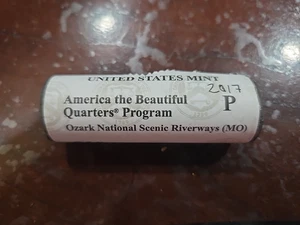 UNITED STATES MINT
2017
America the Beautiful
Quarters® Program
P
Ozark National Scenic Riverways (MO)